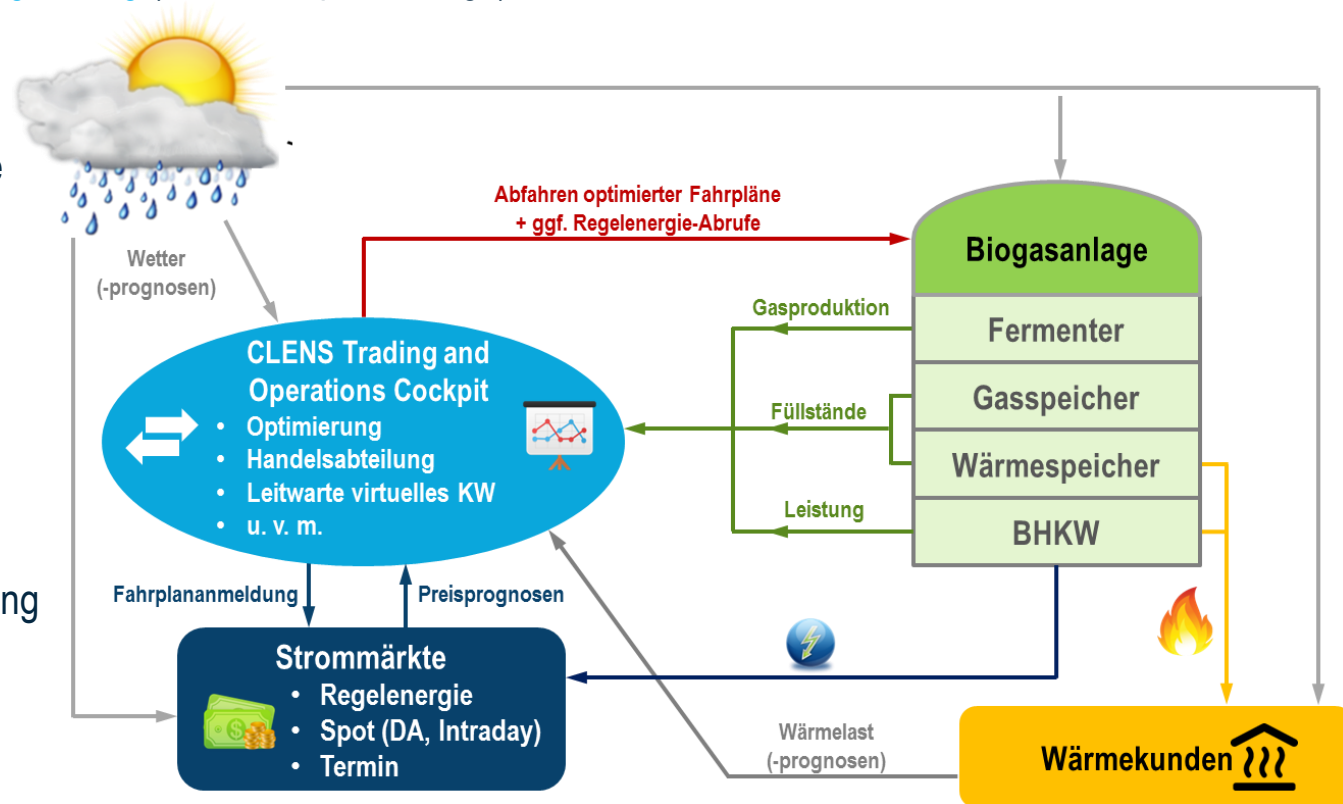 Abfahren optimierter Fahrpläne
+ ggf. Regelenergie-Abrufe
Wetter
(-prognosen)
Biogasanlage
Fermenter
Gasspeicher
Wärmespeicher
BHKW
Gasproduktion
Füllstände
Leistung
CLENS Trading and
Operations Cockpit
• Optimierung
• Handelsabteilung
• Leitwarte virtuelles KW
• u. v. m.
ng
Fahrplananmeldung
Preisprognosen
Strommärkte
• Regelenergie
• Spot (DA, Intraday)
• Termin
Wärmelast
(-prognosen)
Wärmekunden